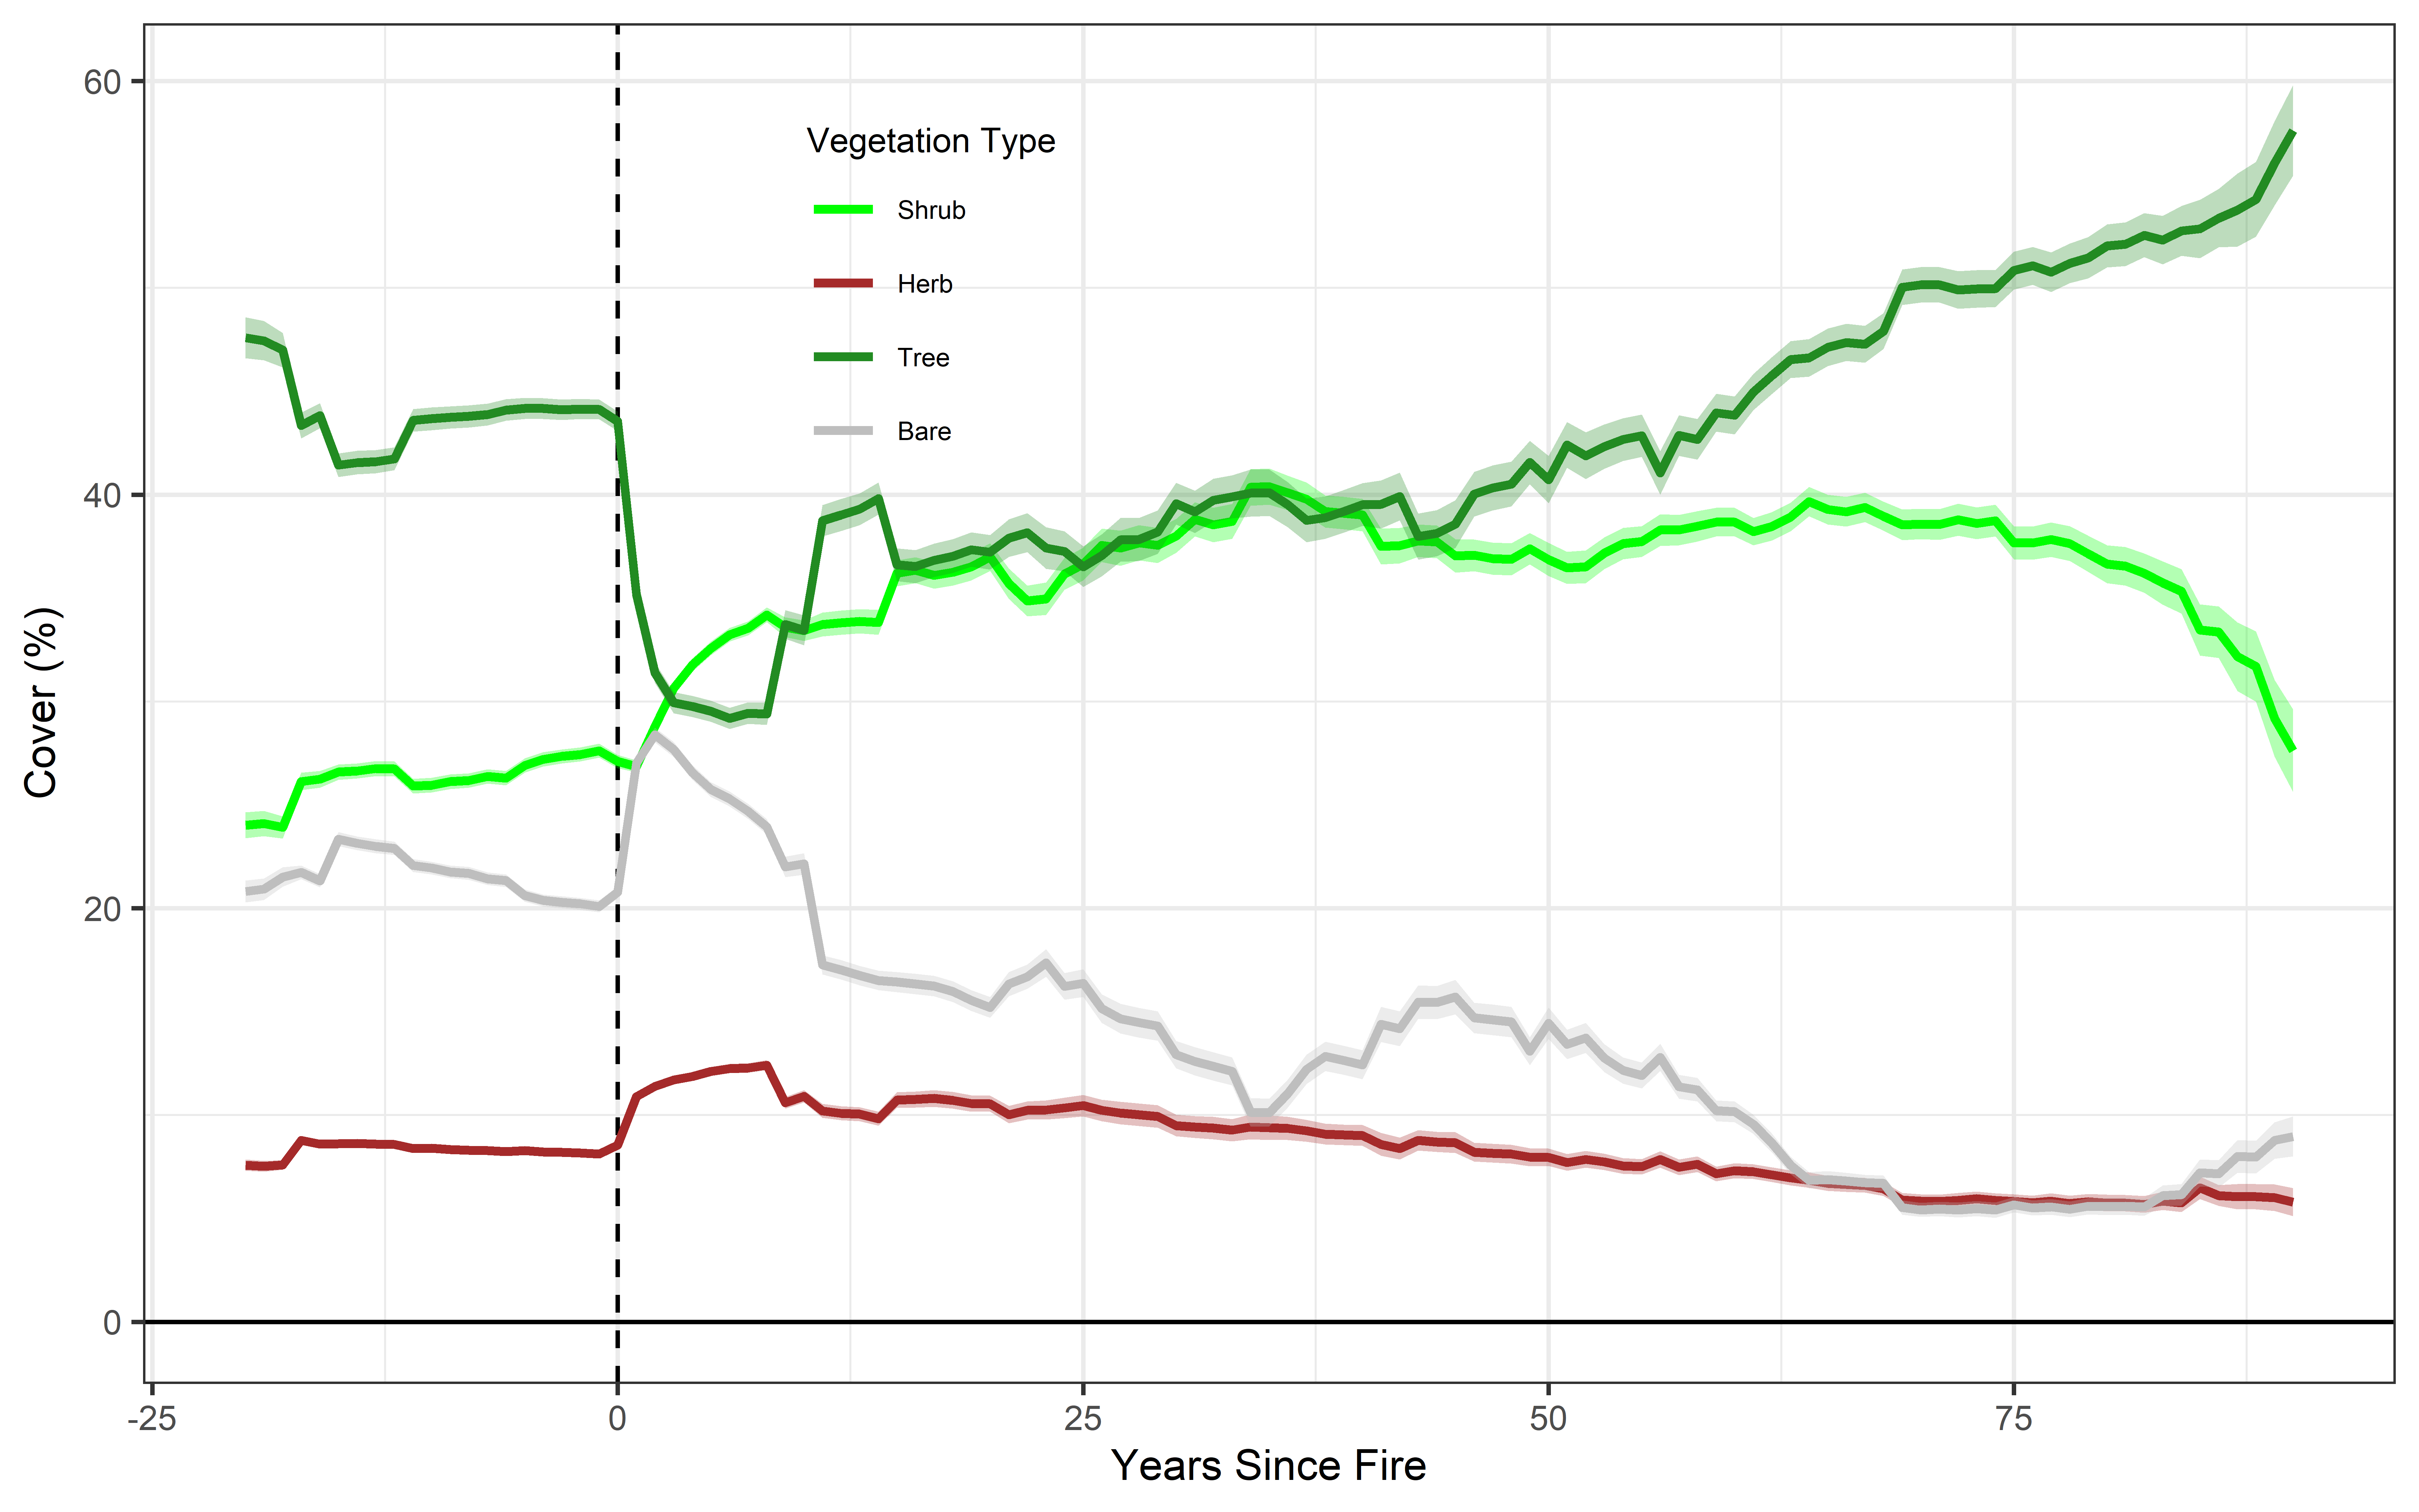 60
40
20
0
Cover (%)
Vegetation Type
Shrub
Herb
Tree
Bare
-25 0 25 50 75
Years Since Fire